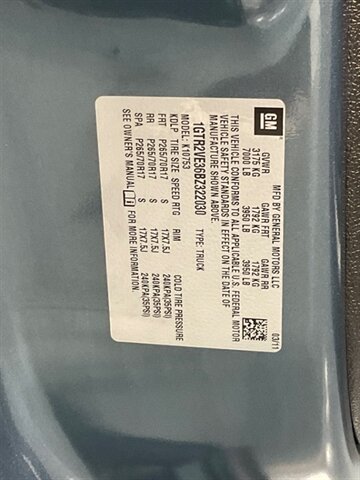 GM
MFD BY GENERAL MOTORS LLC 03/11
GVWR GAWR FRT GAWR RR
3175 KG 1792 KG 1792 KG
7000 LB 3950 LB 3950 LB
THIS VEHICLE CONFORMS TO ALL APPLICABLE U.S. FEDERAL MOTOR
VEHICLE SAFETY STANDARDS IN EFFECT ON THE DATE OF
MANUFACTURE SHOWN ABOVE.
1GTR2VE36BZ322030 TYPE: TRUCK
MODEL: K10753
KDLP TIRE SIZE SPEED RTG RIM COLD TIRE PRESSURE
FRT P265/70R17 S 17X7.5J 240KPA(35PSI)
RR P265/70R17 S 17X7.5J 240KPA(35PSI)
SPA P265/70R17 S 17X7.5J 240KPA(35PSI)
SEE OWNER'S MANUAL FOR MORE INFORMATION.